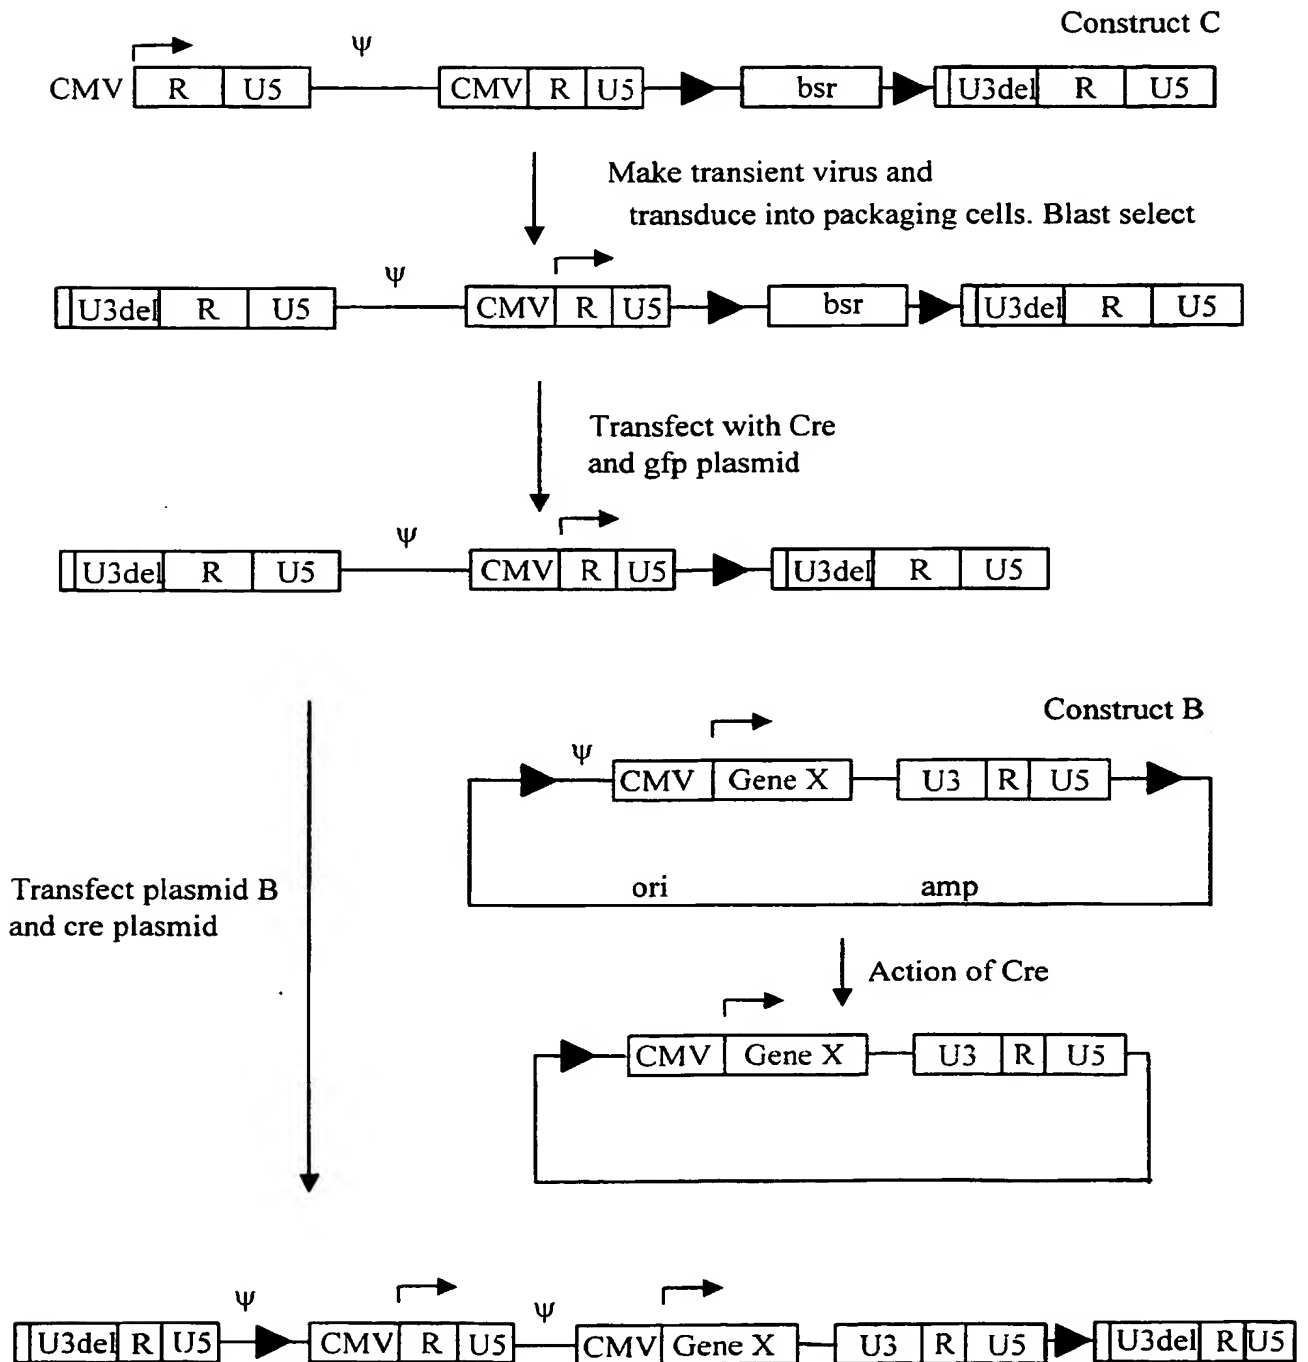 Construct C
ψ
CMV R U5 CMV R U5 bsr U3del R U5
Make transient virus and
transduce into packaging cells. Blast select
ψ
U3del R U5 CMV R U5 bsr U3del R U5
Transfect with Cre
and gfp plasmid
ψ
U3del R U5 CMV R U5 U3del R U5
Construct B
ψ
CMV Gene X U3 R U5
ori amp
Transfect plasmid B
and cre plasmid
Action of Cre
CMV Gene X U3 R U5
ψ ψ
U3del R U5 CMV R U5 CMV Gene X U3 R U5 U3del R U5